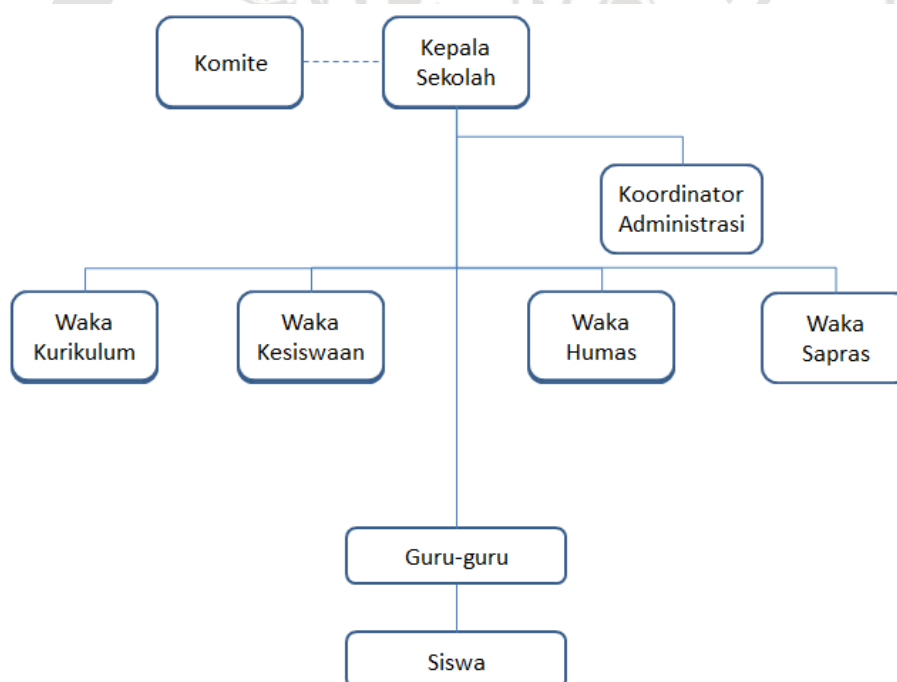 Komite
Kepala
Sekolah
Koordinator
Administrasi
Waka
Kurikulum
Waka
Kesiswaan
Waka
Humas
Waka
Sapras
Guru-guru
Siswa